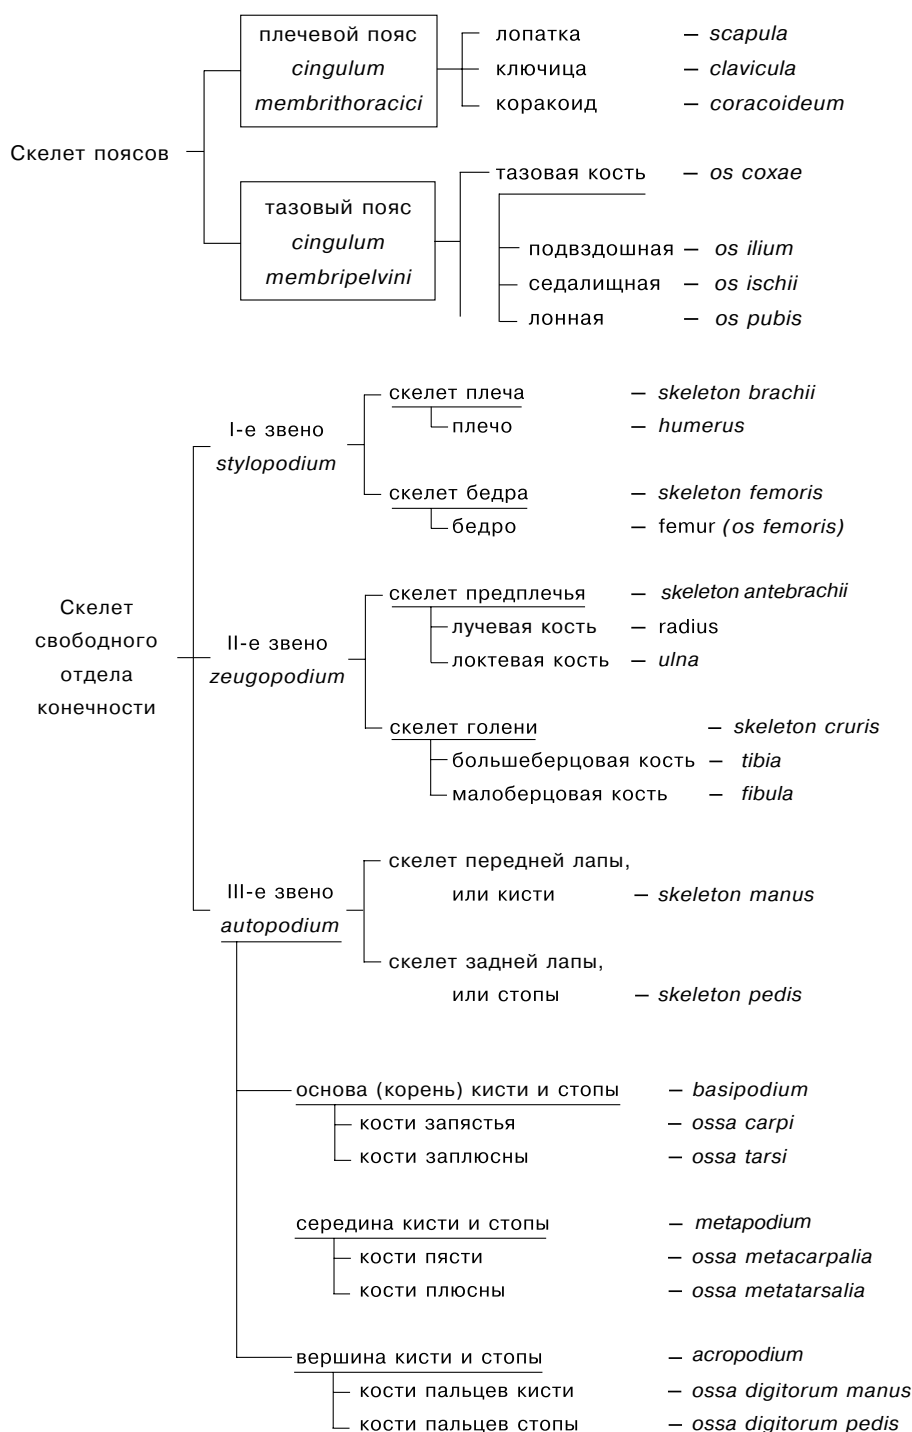 плечевой пояс
cingulum
membrithoracici
лопатка – scapula
ключица – clavicula
коракоид – coracoideum
Скелет поясов
тазовый пояс
cingulum
membripelvini
тазовая кость – os coxae
подвздошная – os ilium
седалищная – os ischii
лонная – os pubis
Скелет
свободного
отдела
конечности
I-е звено
stylopodium
скелет плеча – skeleton brachii
плечо – humerus
скелет бедра – skeleton femoris
бедро – femur (os femoris)
II-е звено
zeugopodium
скелет предплечья – skeleton antebrachii
лучевая кость – radius
локтевая кость – ulna
скелет голени – skeleton cruris
большеберцовая кость – tibia
малоберцовая кость – fibula
III-е звено
autopodium
скелет передней лапы,
или кисти – skeleton manus
скелет задней лапы,
или стопы – skeleton pedis
основа (корень) кисти и стопы – basipodium
кости запястья – ossa carpi
кости заплюсны – ossa tarsi
середина кисти и стопы – metapodium
кости пясти – ossa metacarpalia
кости плюсны – ossa metatarsalia
вершина кисти и стопы – acropodium
кости пальцев кисти – ossa digitorum manus
кости пальцев стопы – ossa digitorum pedis